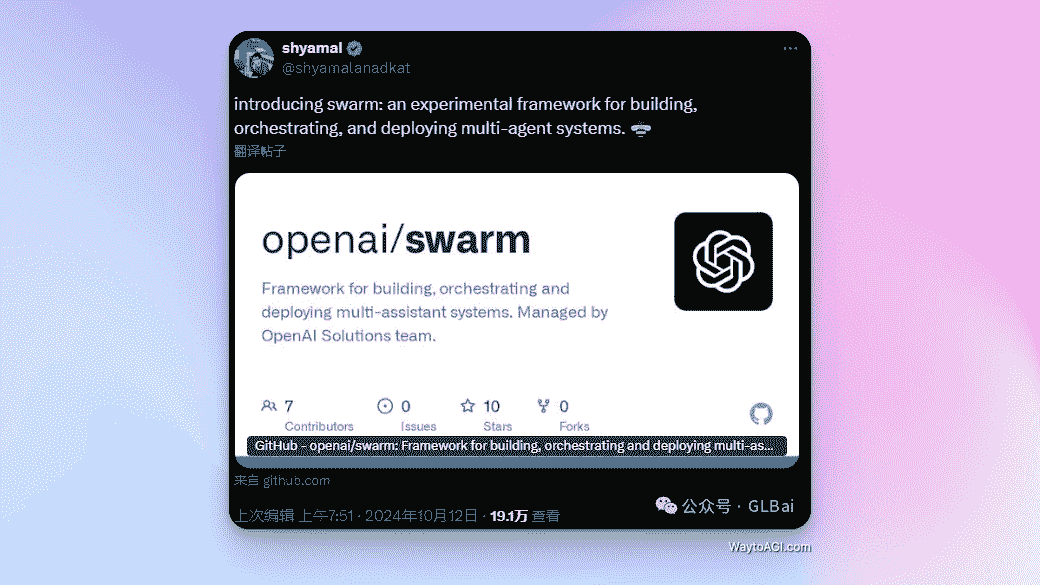 shyamal
@shyamalanadkat
introducing swarm: an experimental framework for building,
orchestrating, and deploying multi-agent systems.
翻译帖子
openai/swarm
Framework for building, orchestrating and
deploying multi-assistant systems. Managed by
OpenAI Solutions team.
7 0 10 0
Contributors Issues Stars Forks
GitHub - openai/swarm: Framework for building, orchestrating and deploying multi-as...
来自 github.com
上次编辑 上午7:51 · 2024年10月12日 · 19.1万 查看
公众号 · GLBai
WaytoAGI.com